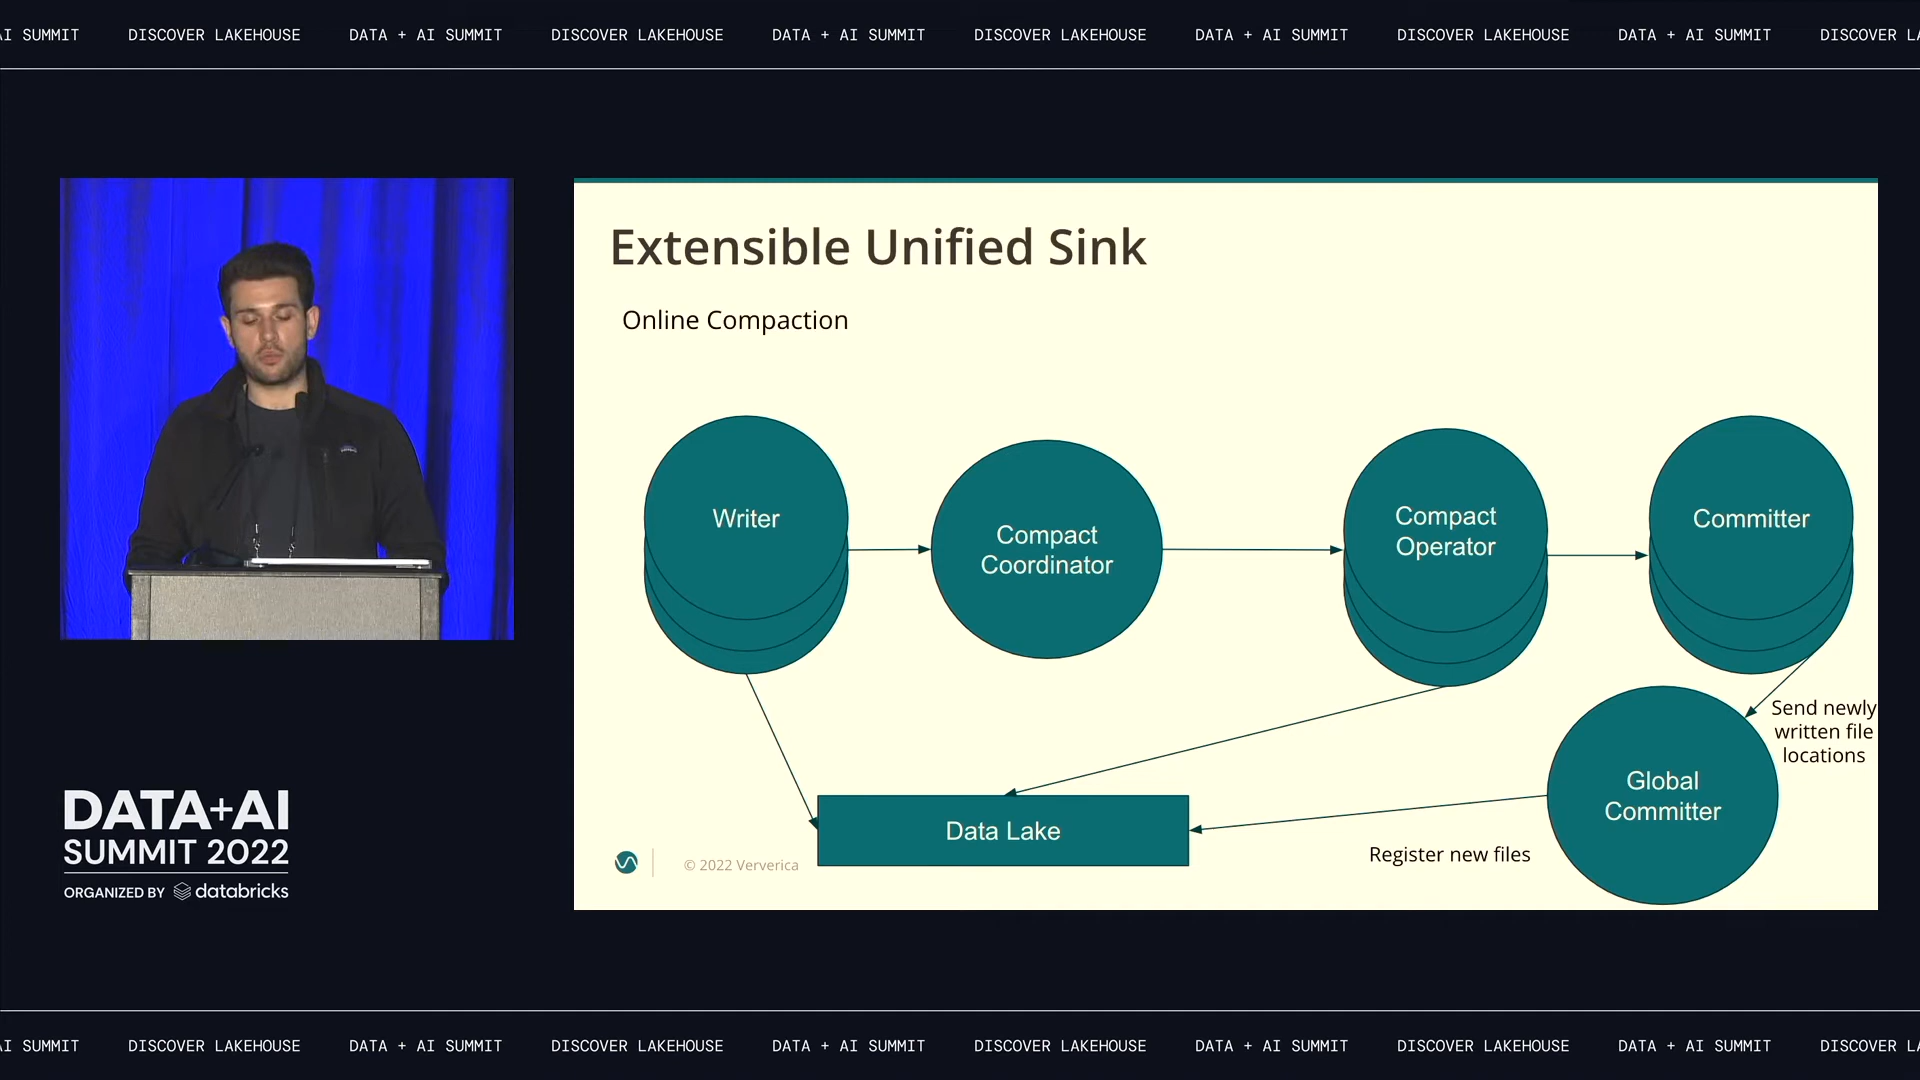 AI SUMMIT DISCOVER LAKEHOUSE DATA + AI SUMMIT DISCOVER LAKEHOUSE DATA + AI SUMMIT DISCOVER LAKEHOUSE DATA + AI SUMMIT DISCOVER LAKEHOUSE DATA + AI SUMMIT DISCOVER LA
Extensible Unified Sink
Online Compaction
Writer
Compact
Coordinator
Compact
Operator
Committer
Send newly
written file
locations
Global
Committer
Data Lake
Register new files
© 2022 Ververica
DATA+AI
SUMMIT 2022
ORGANIZED BY databricks
AI SUMMIT DISCOVER LAKEHOUSE DATA + AI SUMMIT DISCOVER LAKEHOUSE DATA + AI SUMMIT DISCOVER LAKEHOUSE DATA + AI SUMMIT DISCOVER LAKEHOUSE DATA + AI SUMMIT DISCOVER LA